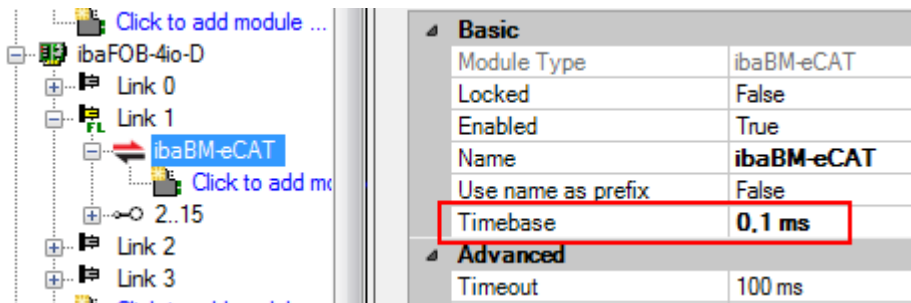 Click to add module ...
ibaFOB-4io-D
Link 0
Link 1
FL
ibaBM-eCAT
Click to add mo
2..15
Link 2
Link 3
Basic
Module Type ibaBM-eCAT
Locked False
Enabled True
Name ibaBM-eCAT
Use name as prefix False
Timebase 0,1 ms
Advanced
Timeout 100 ms